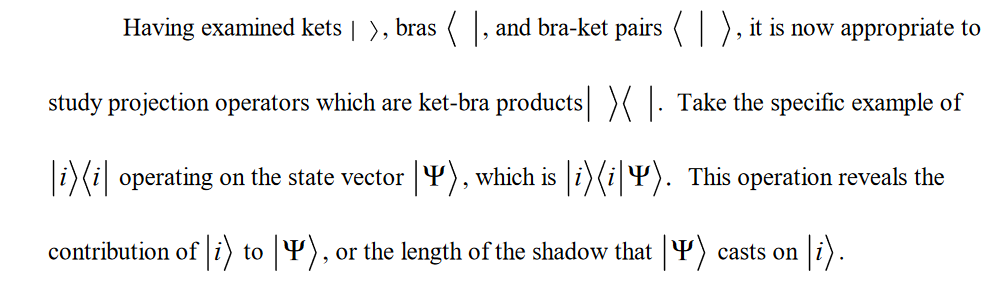 Having examined kets | ⟩, bras ⟨ |, and bra-ket pairs ⟨ | ⟩, it is now appropriate to
study projection operators which are ket-bra products| ⟩⟨ |. Take the specific example of
|i⟩⟨i| operating on the state vector |Ψ⟩, which is |i⟩⟨i|Ψ⟩. This operation reveals the
contribution of |i⟩ to |Ψ⟩, or the length of the shadow that |Ψ⟩ casts on |i⟩.